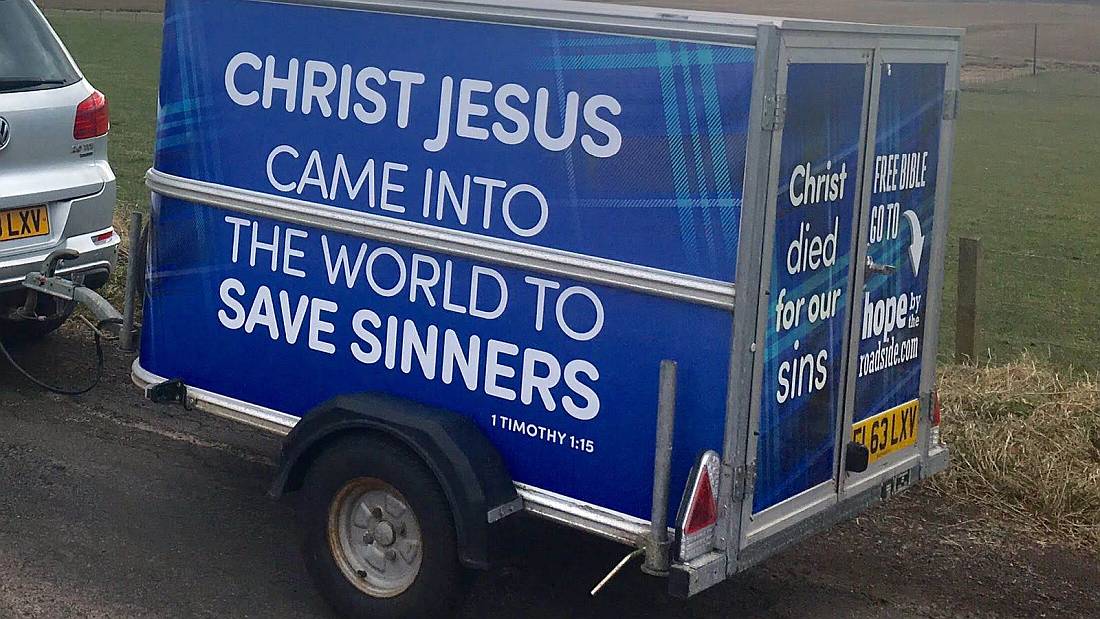 CHRIST JESUS
CAME INTO
THE WORLD TO
SAVE SINNERS
1 TIMOTHY 1:15
Christ
died
for our
sins
FREE BIBLE
GO TO
hope by
the
roadside.com
63 LXV
LXV